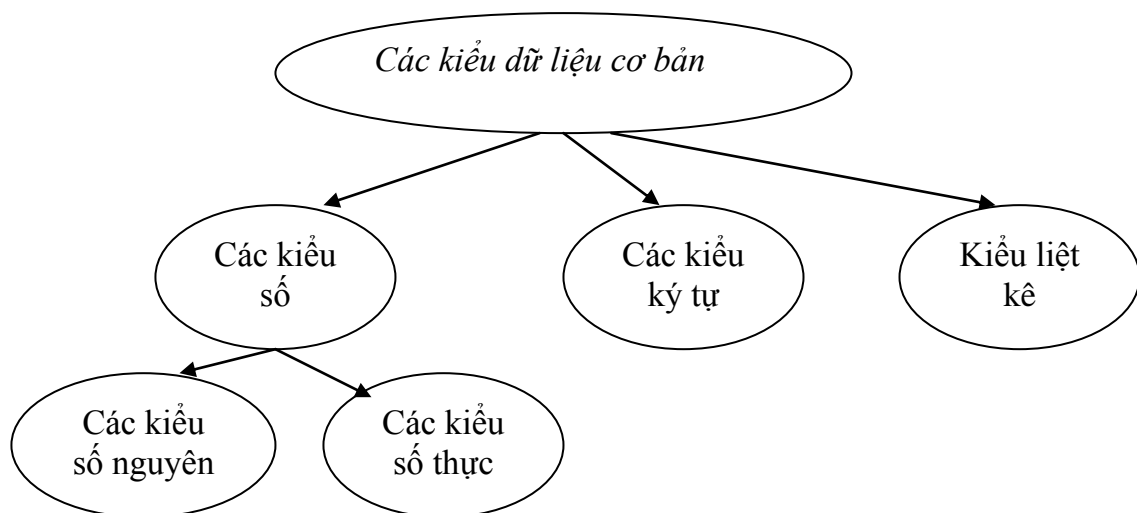 Các kiểu dữ liệu cơ bản
Các kiểu
số
Các kiểu
ký tự
Kiểu liệt
kê
Các kiểu
số nguyên
Các kiểu
số thực